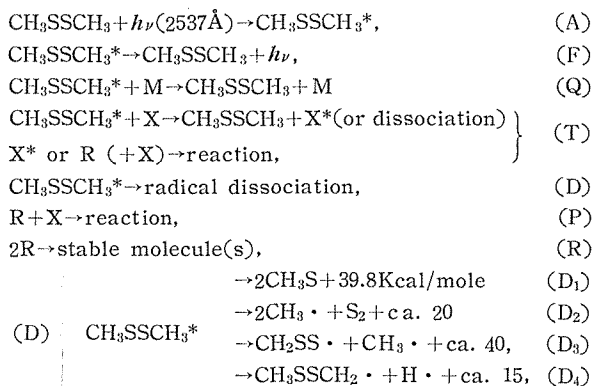 CH₃SSCH₃+hν(2537Å)→CH₃SSCH₃*, (A)
CH₃SSCH₃*→CH₃SSCH₃+hν, (F)
CH₃SSCH₃*+M→CH₃SSCH₃+M (Q)
CH₃SSCH₃*+X→CH₃SSCH₃+X*(or dissociation) } (T)
X* or R (+X)→reaction,
CH₃SSCH₃*→radical dissociation, (D)
R+X→reaction, (P)
2R→stable molecule(s), (R)
→2CH₃S+39.8Kcal/mole (D₁)
→2CH₃·+S₂+ca. 20 (D₂)
(D) CH₃SSCH₃* →CH₂SS·+CH₃·+ca. 40, (D₃)
→CH₃SSCH₂·+H·+ca. 15, (D₄)